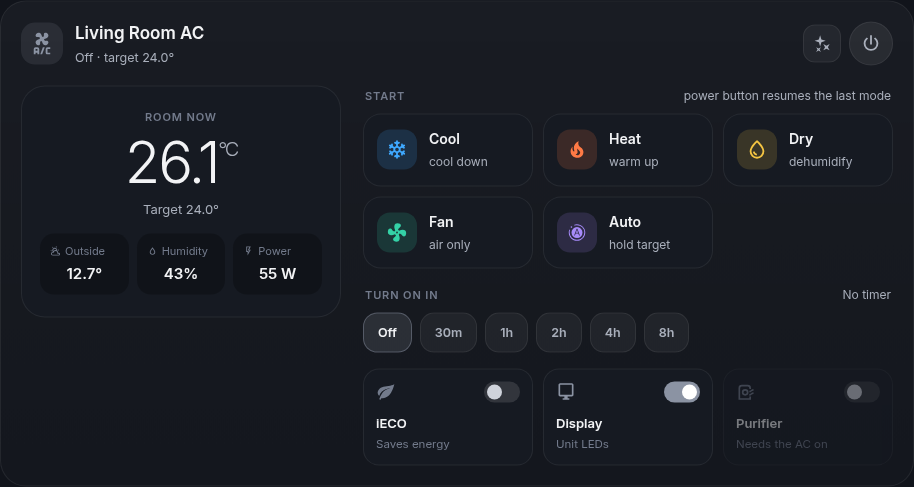 A/C
Living Room AC
Off · target 24.0°
ROOM NOW
26.1°C
Target 24.0°
Outside
12.7°
Humidity
43%
Power
55 W
START
power button resumes the last mode
Cool
cool down
Heat
warm up
Dry
dehumidify
Fan
air only
A
Auto
hold target
TURN ON IN
No timer
Off
30m
1h
2h
4h
8h
iECO
Saves energy
Display
Unit LEDs
Purifier
Needs the AC on